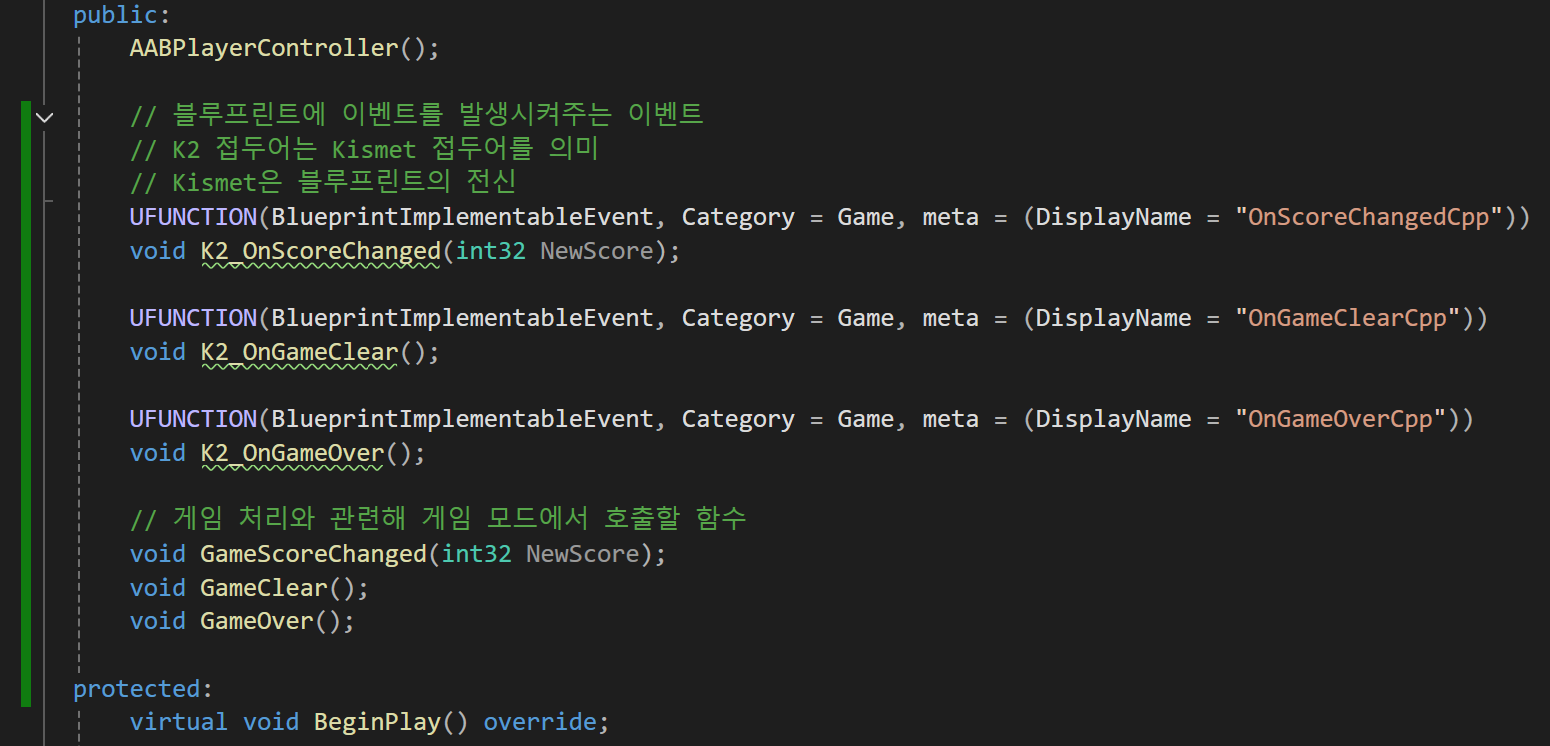 public:
AABPlayerController();
// 블루프린트에 이벤트를 발생시켜주는 이벤트
// K2 접두어는 Kismet 접두어를 의미
// Kismet은 블루프린트의 전신
UFUNCTION(BlueprintImplementableEvent, Category = Game, meta = (DisplayName = "OnScoreChangedCpp"))
void K2_OnScoreChanged(int32 NewScore);
UFUNCTION(BlueprintImplementableEvent, Category = Game, meta = (DisplayName = "OnGameClearCpp"))
void K2_OnGameClear();
UFUNCTION(BlueprintImplementableEvent, Category = Game, meta = (DisplayName = "OnGameOverCpp"))
void K2_OnGameOver();
// 게임 처리와 관련해 게임 모드에서 호출할 함수
void GameScoreChanged(int32 NewScore);
void GameClear();
void GameOver();
protected:
virtual void BeginPlay() override;